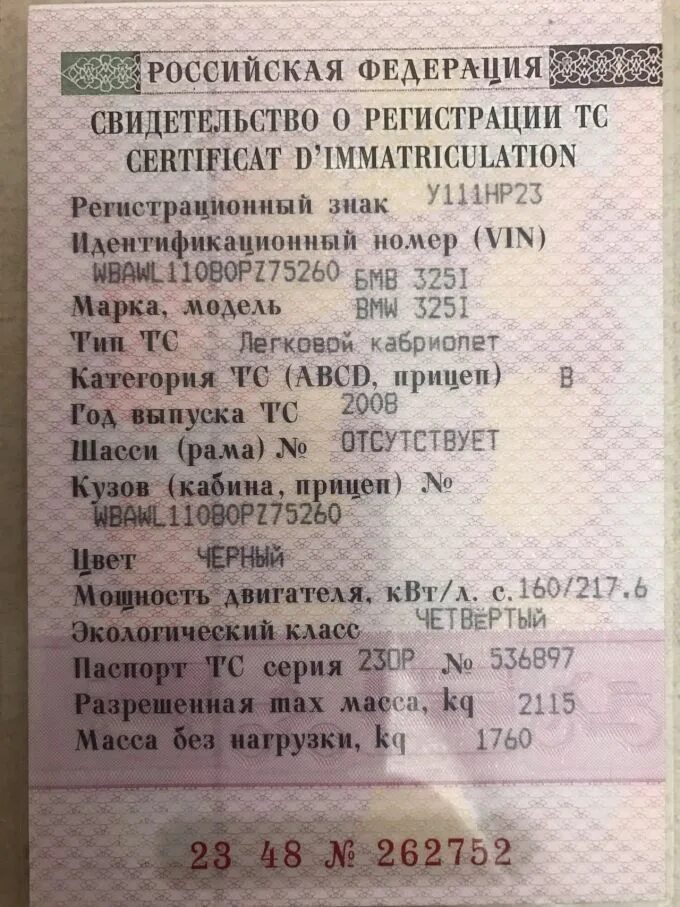 РОССИЙСКАЯ ФЕДЕРАЦИЯ
СВИДЕТЕЛЬСТВО О РЕГИСТРАЦИИ ТС
CERTIFICAT D'IMMATRICULATION
Регистрационный знак У111НР23
Идентификационный номер (VIN)
WBAWL11080PZ75260 БМВ 325I
Марка, модель BMW 325I
Тип ТС Легковой кабриолет
Категория ТС (ABCD, прицеп) B
Год выпуска ТС 2008
Шасси (рама) № ОТСУТСТВУЕТ
Кузов (кабина, прицеп) №
WBAWL11080PZ75260
Цвет ЧЕРНЫЙ
Мощность двигателя, кВт/л. с. 160/217.6
Экологический класс ЧЕТВЁРТЫЙ
Паспорт ТС серия 23ОР № 536897
Разрешенная max масса, kq 2115
Масса без нагрузки, kq 1760
23 48 № 262752